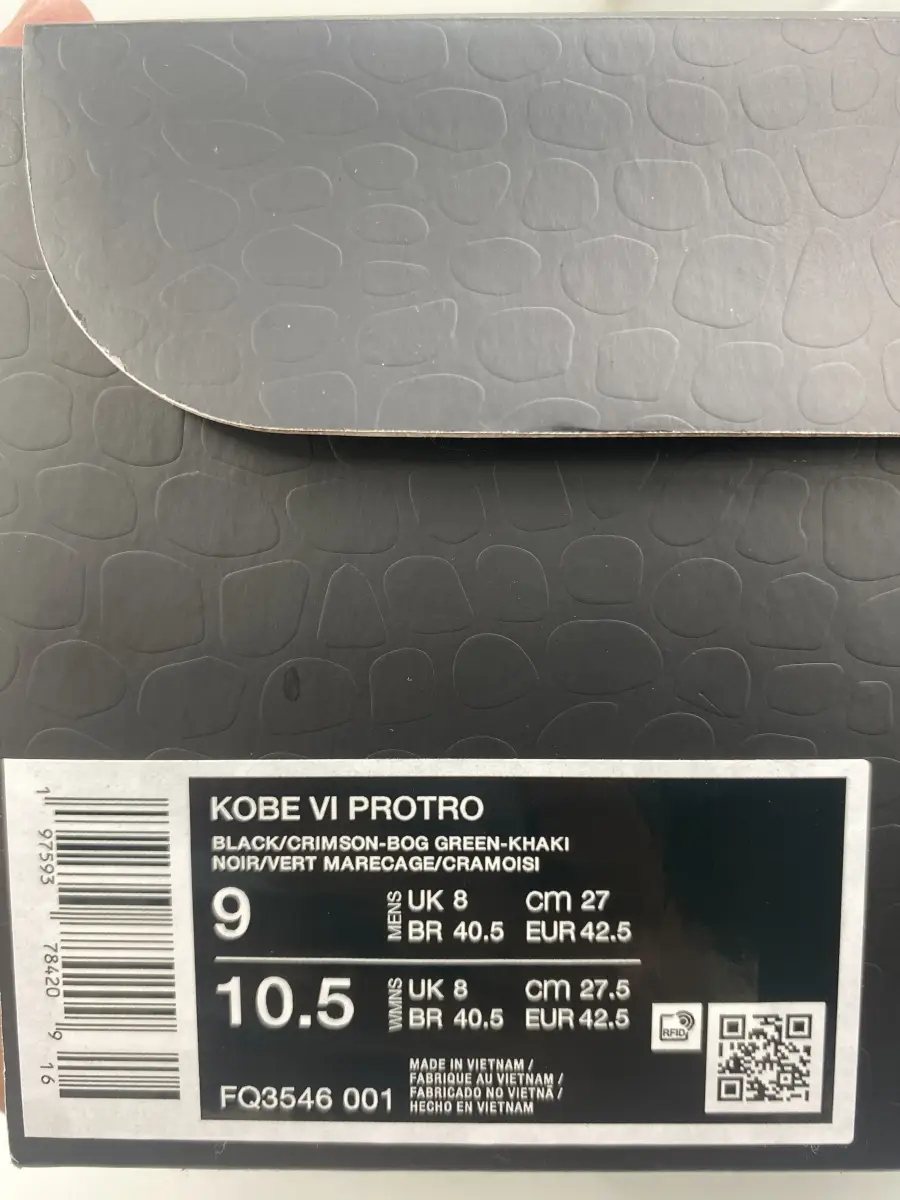 KOBE VI PROTRO
BLACK/CRIMSON-BOG GREEN-KHAKI
NOIR/VERT MARECAGE/CRAMOISI
9 MENS UK 8 CM 27
BR 40.5 EUR 42.5
10.5 WMNS UK 8 CM 27.5
BR 40.5 EUR 42.5
RFID
FQ3546 001
MADE IN VIETNAM /
FABRIQUE AU VIETNAM /
FABRICADO NO VIETNÃ /
HECHO EN VIETNAM
1 97593 78420 9 16